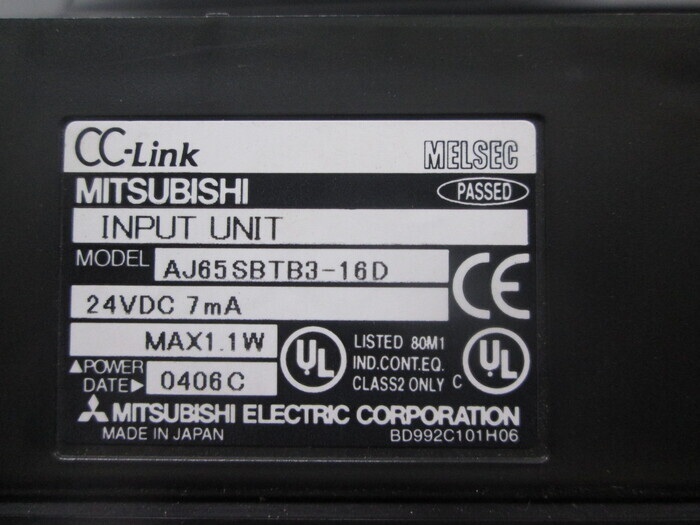 CC-Link MELSEC
MITSUBISHI PASSED
INPUT UNIT
MODEL AJ65SBTB3-16D CE
24VDC 7mA
MAX1.1W UL LISTED 80M1 UL
IND.CONT.EQ.
▲POWER CLASS2 ONLY C
DATE▶ 0406C
MITSUBISHI ELECTRIC CORPORATION
MADE IN JAPAN BD992C101H06